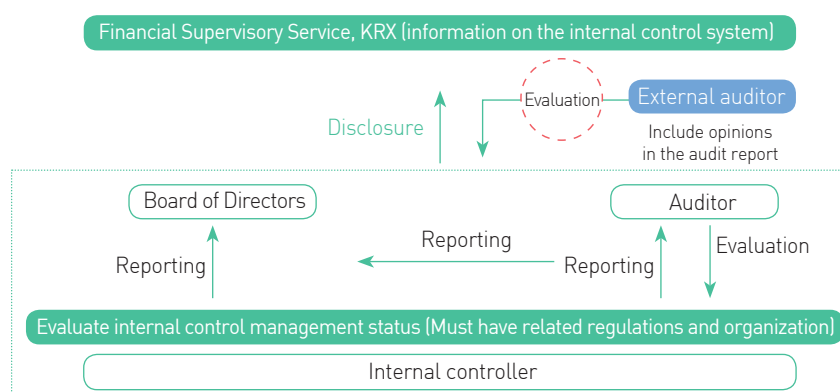 Financial Supervisory Service, KRX (information on the internal control system)
Evaluation
External auditor
Disclosure
Include opinions
in the audit report
Board of Directors
Auditor
Reporting
Reporting
Reporting
Evaluation
Evaluate internal control management status (Must have related regulations and organization)
Internal controller